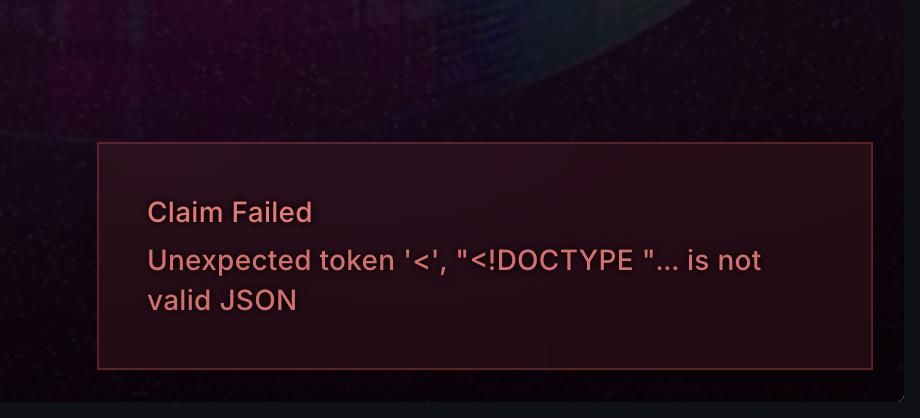 Claim Failed
Unexpected token '<', "<!DOCTYPE "... is not
valid JSON